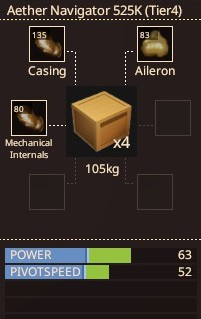 Aether Navigator 525K (Tier4)
135
83
Casing
Aileron
80
x4
Mechanical
Internals
105kg
POWER 63
PIVOTSPEED 52